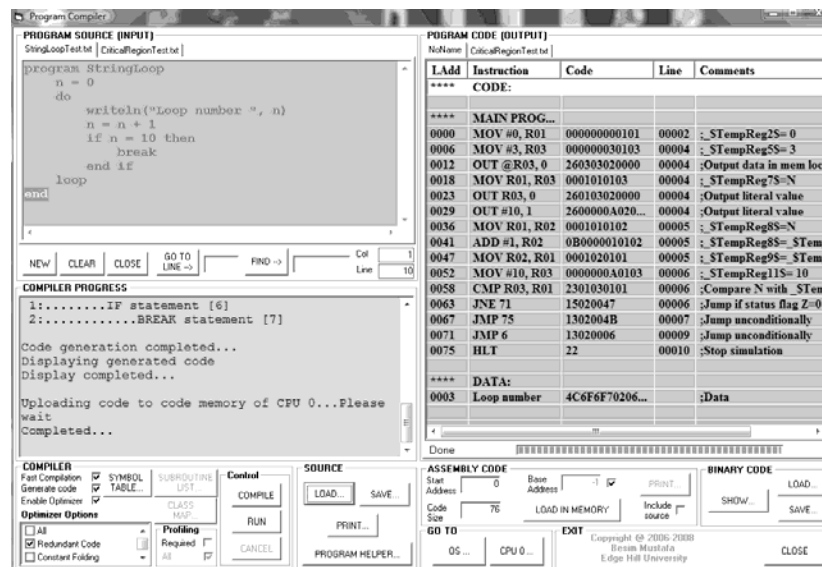 Program Compiler
PROGRAM SOURCE (INPUT)
StringLoopTest.txt CriticalRegionTest.txt
program StringLoop
n = 0
do
writeln("Loop number ", n)
n = n + 1
if n = 10 then
break
end if
loop
end
NEW CLEAR CLOSE GO TO LINE -> FIND -> Col 1
Line 10
COMPILER PROGRESS
1:........IF statement [6]
2:............BREAK statement [7]
Code generation completed...
Displaying generated code
Display completed...
Uploading code to code memory of CPU 0...Please
wait
Completed...
POGRAM CODE (OUTPUT)
NoName CriticalRegionTest.txt
LAdd Instruction Code Line Comments
**** CODE:
**** MAIN PROG...
0000 MOV #0, R01 000000000101 00002 ;_$TempReg2$= 0
0006 MOV #3, R03 000000030103 00004 ;_$TempReg5$= 3
0012 OUT @R03, 0 260303020000 00004 ;Output data in mem loc
0018 MOV R01, R03 0001010103 00004 ;_$TempReg7$=N
0023 OUT R03, 0 260103020000 00004 ;Output literal value
0029 OUT #10, 1 2600000A020... 00004 ;Output literal value
0036 MOV R01, R02 0001010102 00005 ;_$TempReg8$=N
0041 ADD #1, R02 0B0000010102 00005 ;_$TempReg8$=_$Tem
0047 MOV R02, R01 0001020101 00005 ;_$TempReg9$=_$Tem
0052 MOV #10, R03 0000000A0103 00006 ;_$TempReg11$= 10
0058 CMP R03, R01 2301030101 00006 ;Compare N with _$Ten
0063 JNE 71 15020047 00006 ;Jump if status flag Z=0
0067 JMP 75 1302004B 00007 ;Jump unconditionally
0071 JMP 6 13020006 00009 ;Jump unconditionally
0075 HLT 22 00010 ;Stop simulation
**** DATA:
0003 Loop number 4C6F6F70206... ;Data
Done
COMPILER
Fast Compilation
Generate code
Enable Optimizer
SYMBOL TABLE...
SUBROUTINE LIST...
CLASS MAP...
Optimizer Options
All
Redundant Code
Constant Folding
Profiling
Required
All
Control
COMPILE
RUN
CANCEL
SOURCE
LOAD... SAVE...
PRINT...
PROGRAM HELPER...
ASSEMBLY CODE
Start Address 0 Base Address -1 PRINT...
Code Size 76 LOAD IN MEMORY Include source
BINARY CODE
SHOW... LOAD...
SAVE...
GO TO
OS ... CPU 0...
EXIT
Copyright @ 2006-2008
Besim Mustafa
Edge Hill University
CLOSE